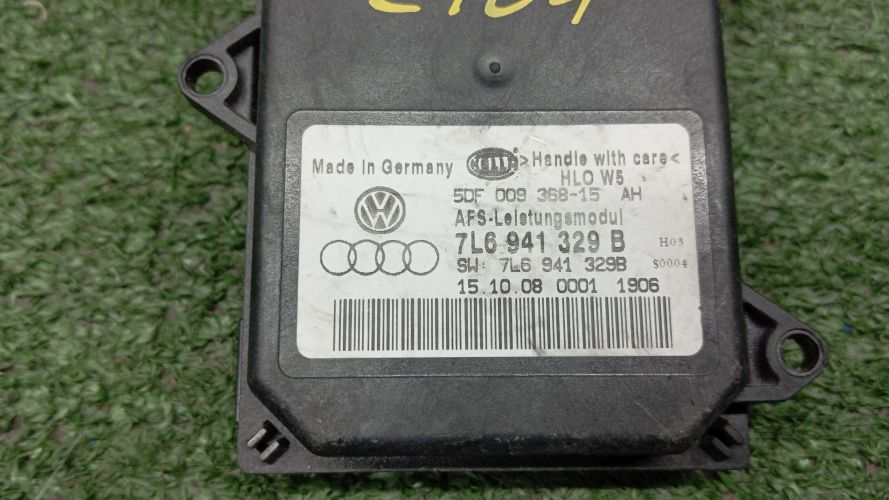 Made in Germany
HELLA
>Handle with care<
HLO W5
5DF 009 368-15 AH
AFS-Leistungsmodul
7L6 941 329 B H03
SW: 7L6 941 329B S0004
15.10.08 0001 1906